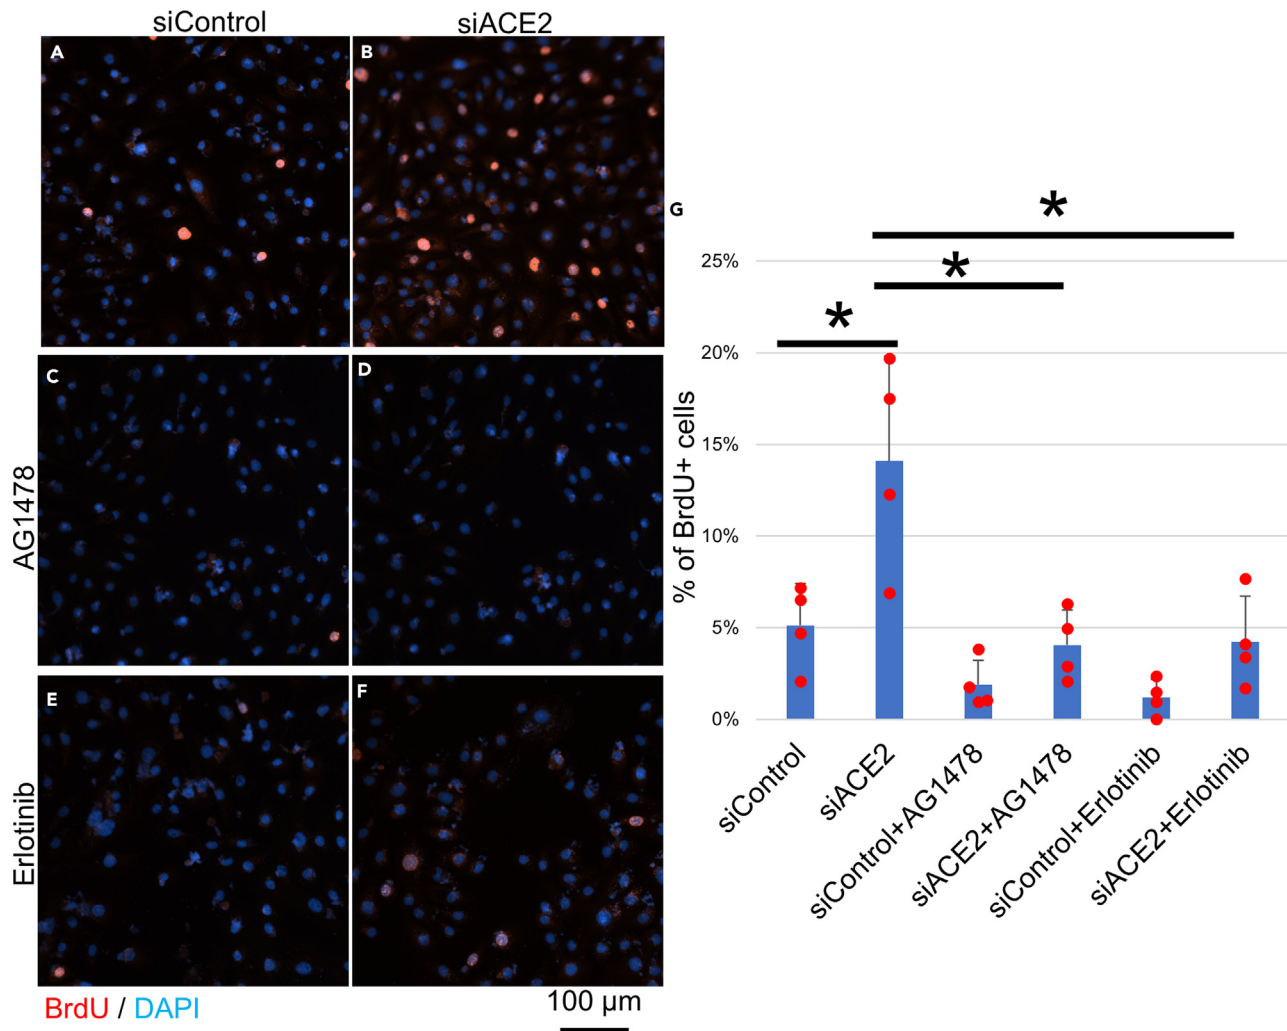 siControl siACE2
A B
C D
AG1478
E F
Erlotinib
BrdU / DAPI
100 µm
G
* 
*
*
% of BrdU+ cells
25%
20%
15%
10%
5%
0%
siControl
siACE2
siControl+AG1478
siACE2+AG1478
siControl+Erlotinib
siACE2+Erlotinib